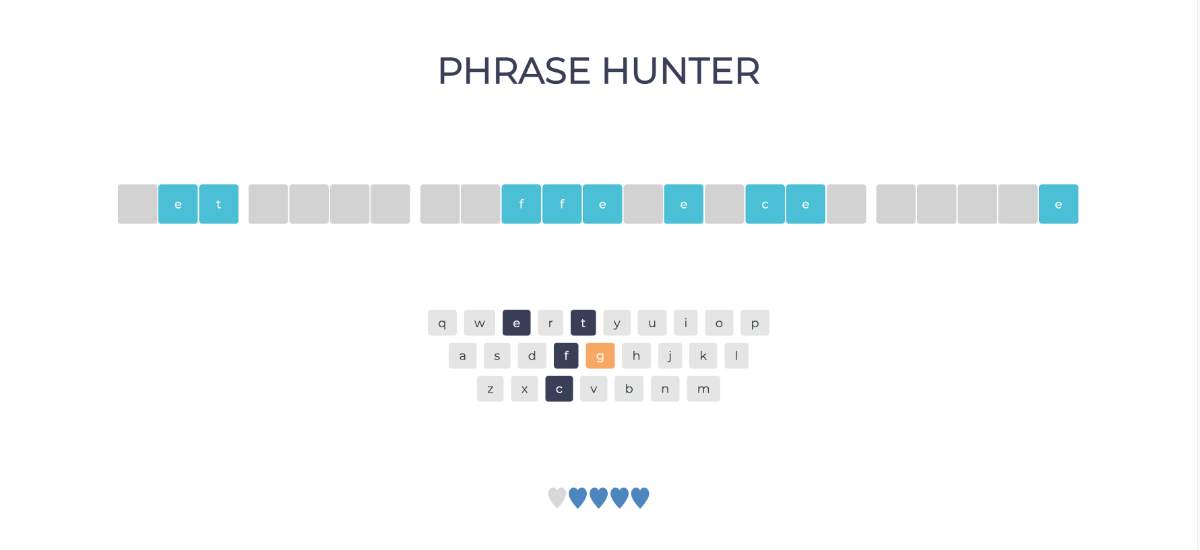 PHRASE HUNTER
e t f f e e c e e
q w e r t y u i o p
a s d f g h j k l
z x c v b n m